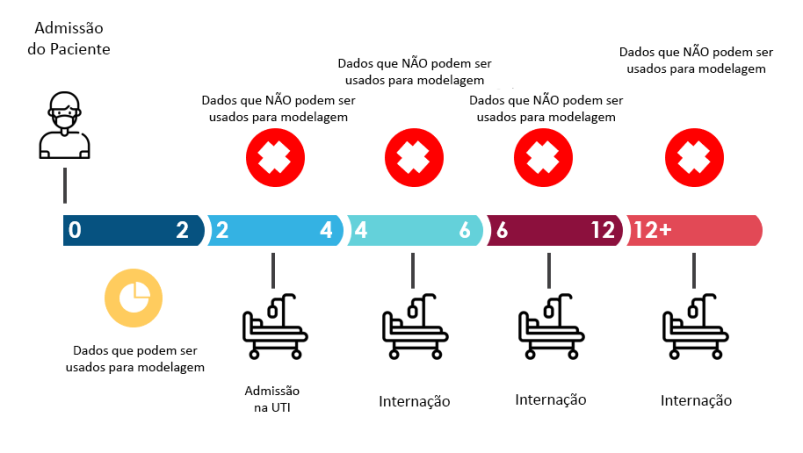 Admissão
do Paciente
Dados que NÃO podem ser
usados para modelagem
Dados que NÃO podem ser
usados para modelagem
Dados que NÃO podem ser
usados para modelagem
Dados que NÃO podem ser
usados para modelagem
0 2 2 4 4 6 6 12 12+
Dados que podem ser
usados para modelagem
Admissão
na UTI
Internação
Internação
Internação